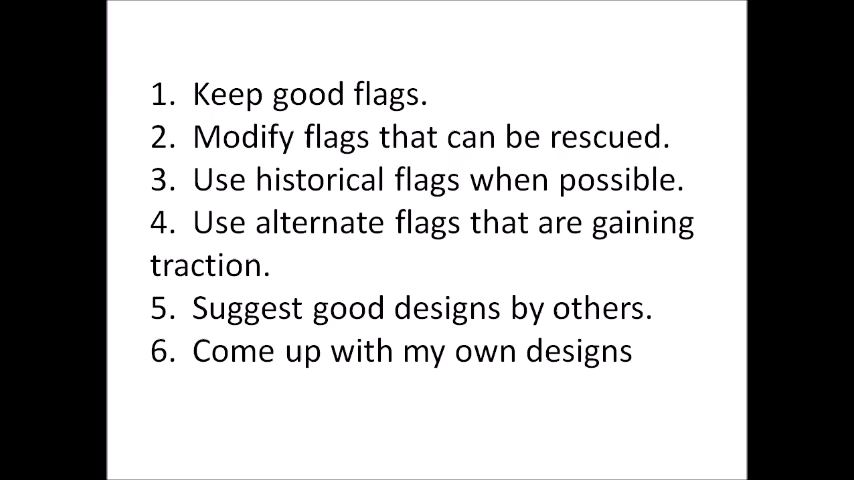 1. Keep good flags.
2. Modify flags that can be rescued.
3. Use historical flags when possible.
4. Use alternate flags that are gaining
traction.
5. Suggest good designs by others.
6. Come up with my own designs